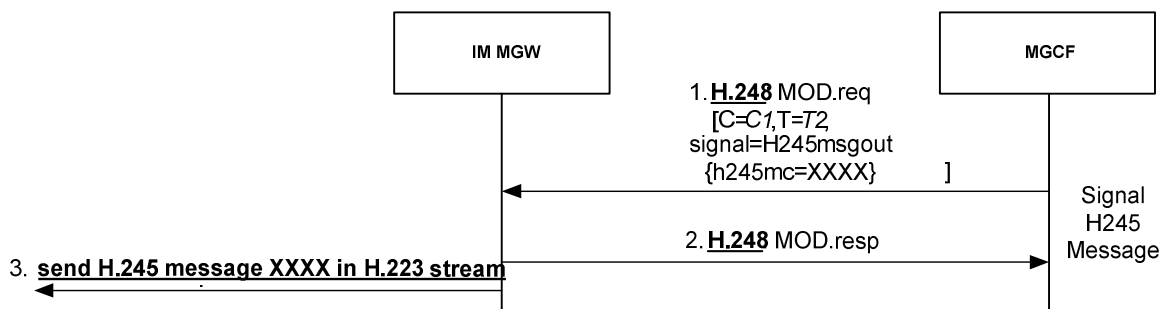 IM MGW
MGCF
1. H.248 MOD.req
[C=C1,T=T2,
signal=H245msgout
{h245mc=XXXX} ]
Signal
H245
Message
2. H.248 MOD.resp
3. send H.245 message XXXX in H.223 stream